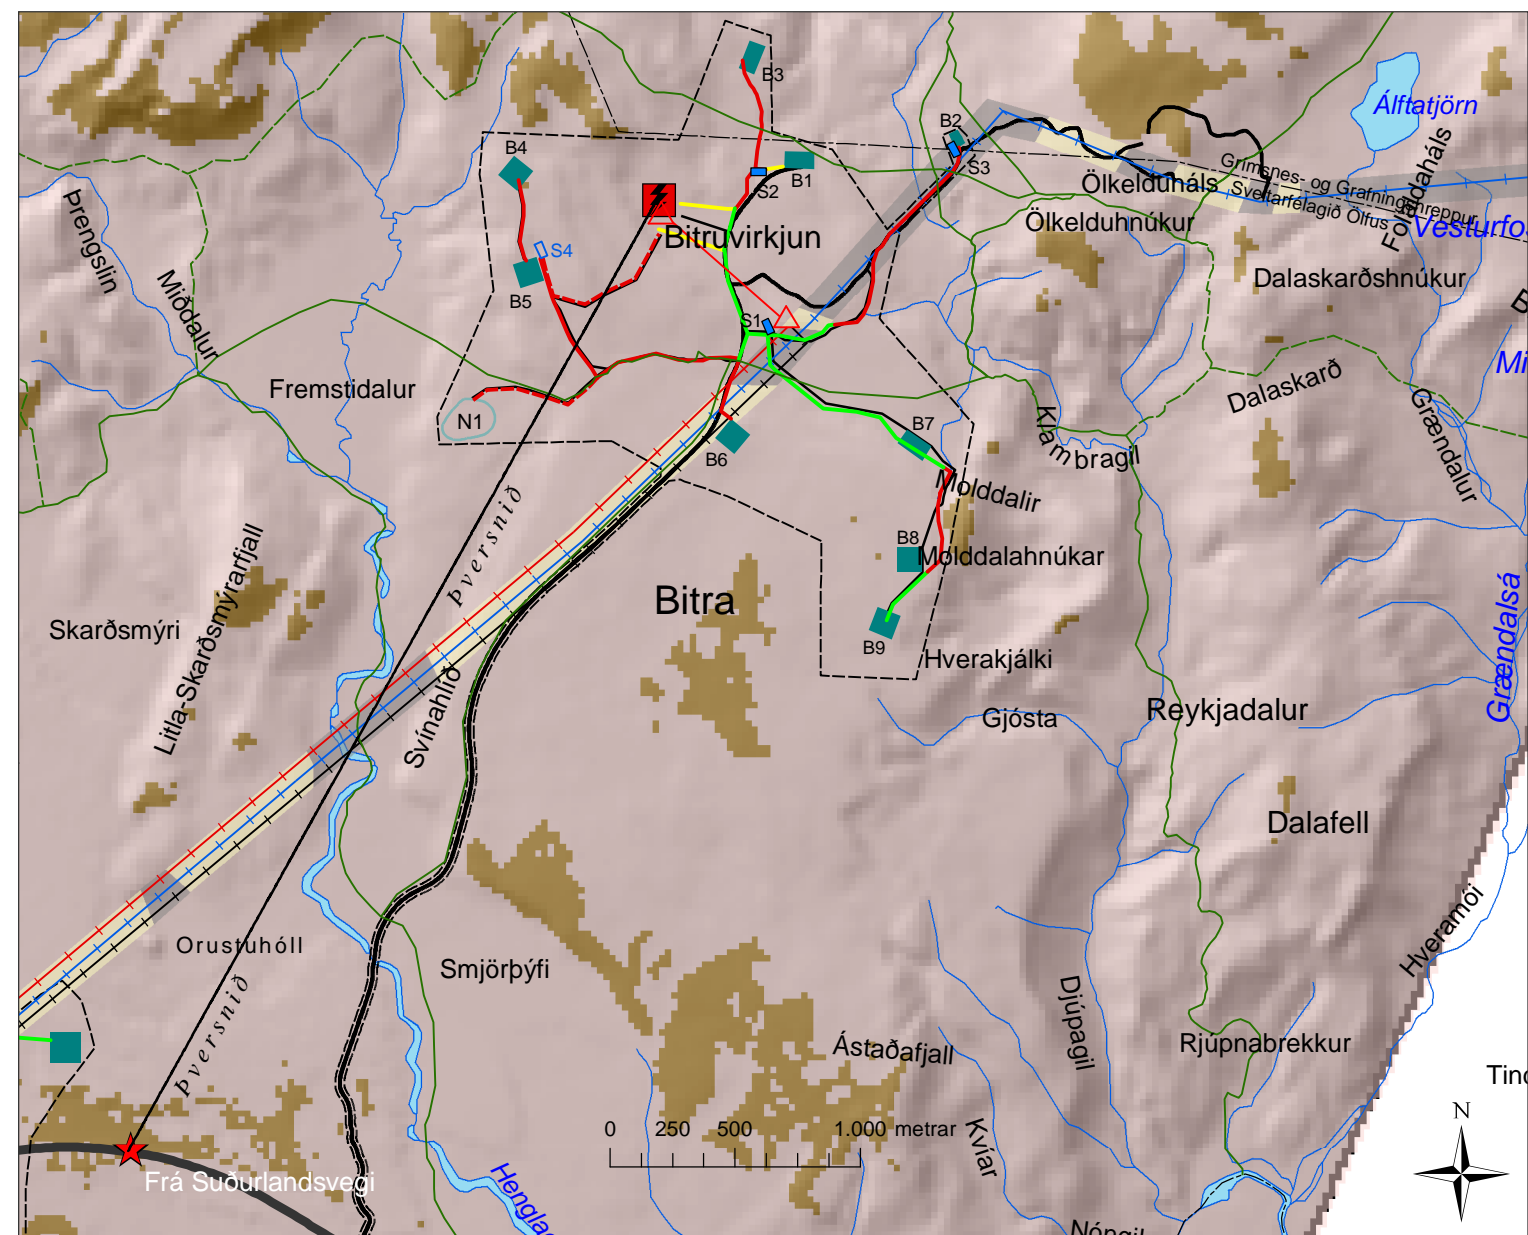 B3
Álftatjörn
B2
B4
S3
B1
S2
Grímsnes- og Grafningshreppur
Sveitarfélagið Ölfus
Folaldaháls
Ölkelduháls
Þrengslin
Ölkelduhnúkur
Bitruvirkjun
S4
B5
Dalaskarðshnúkur
Miðdalur
S1
Fremstidalur
Dalaskarð
N1
Klambragil
Grændalur
B7
B6
Molddalir
Þversnið
B8
Molddalahnúkar
Bitra
Skarðsmýri
Litla-Skarðsmýrarfjall
B9
Hverakjálki
Grændalsá
Svínahlíð
Gjósta
Reykjadalur
Dalafell
Orustuhóll
Hveramói
Smjörþýfi
Þversnið
Djúpagil
Ástaðafjall
Rjúpnabrekkur
0 250 500 1.000 metrar
N
Kvíar
Frá Suðurlandsvegi